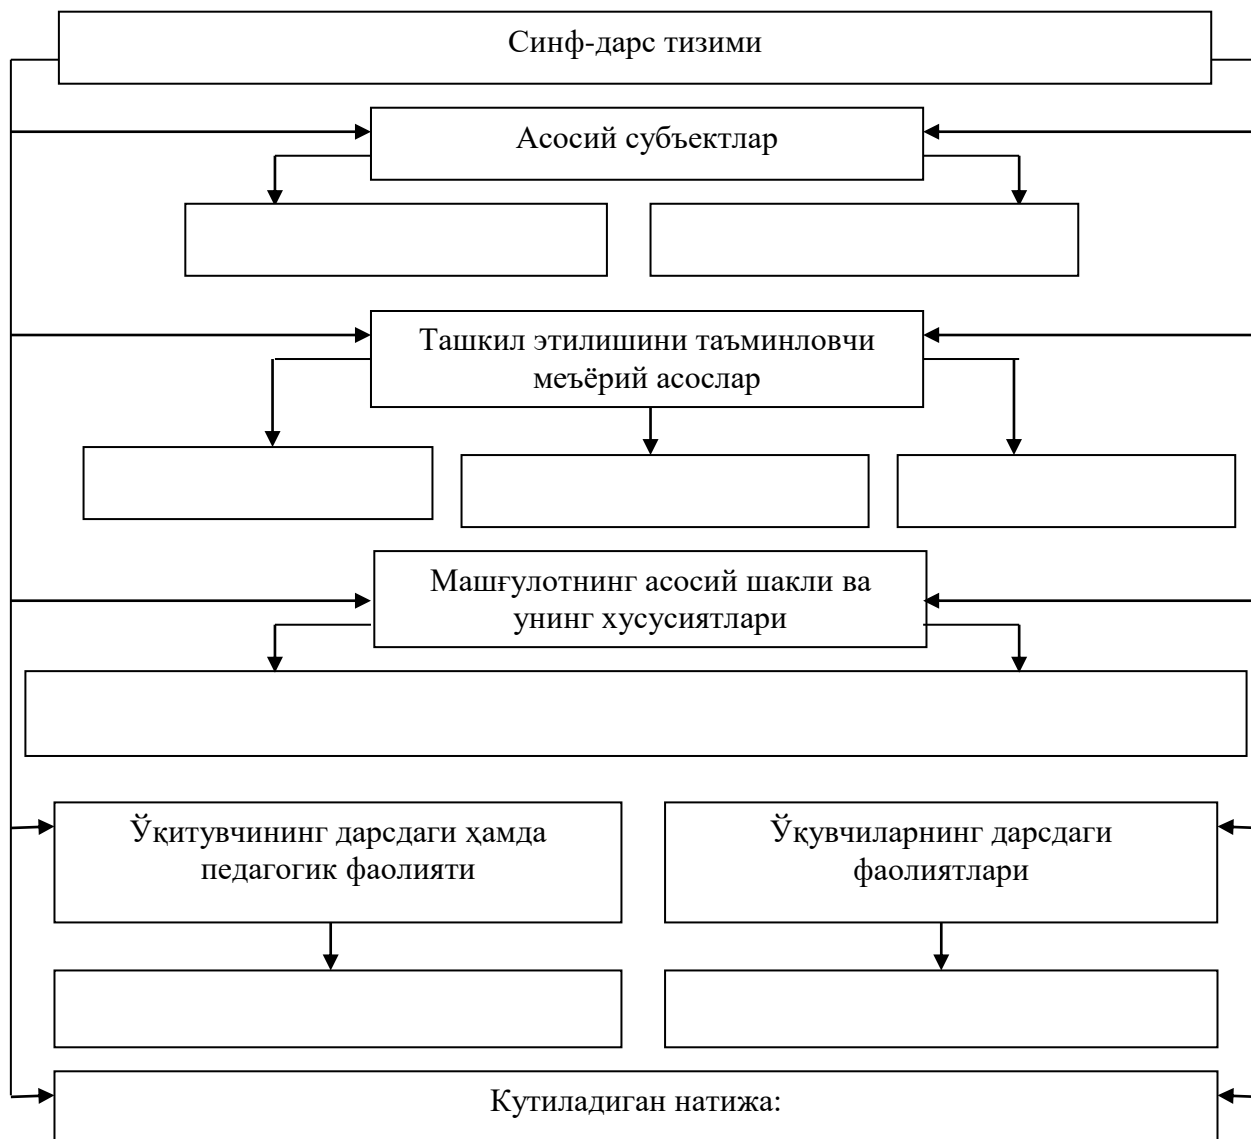 Синф-дарс тизими
Асосий субъектлар
Ташкил этилишини таъминловчи
меъёрий асослар
Машғулотнинг асосий шакли ва
унинг хусусиятлари
Ўқитувчининг дарсдаги ҳамда
педагогик фаолияти
Ўқувчиларнинг дарсдаги
фаолиятлари
Кутиладиган натижа: